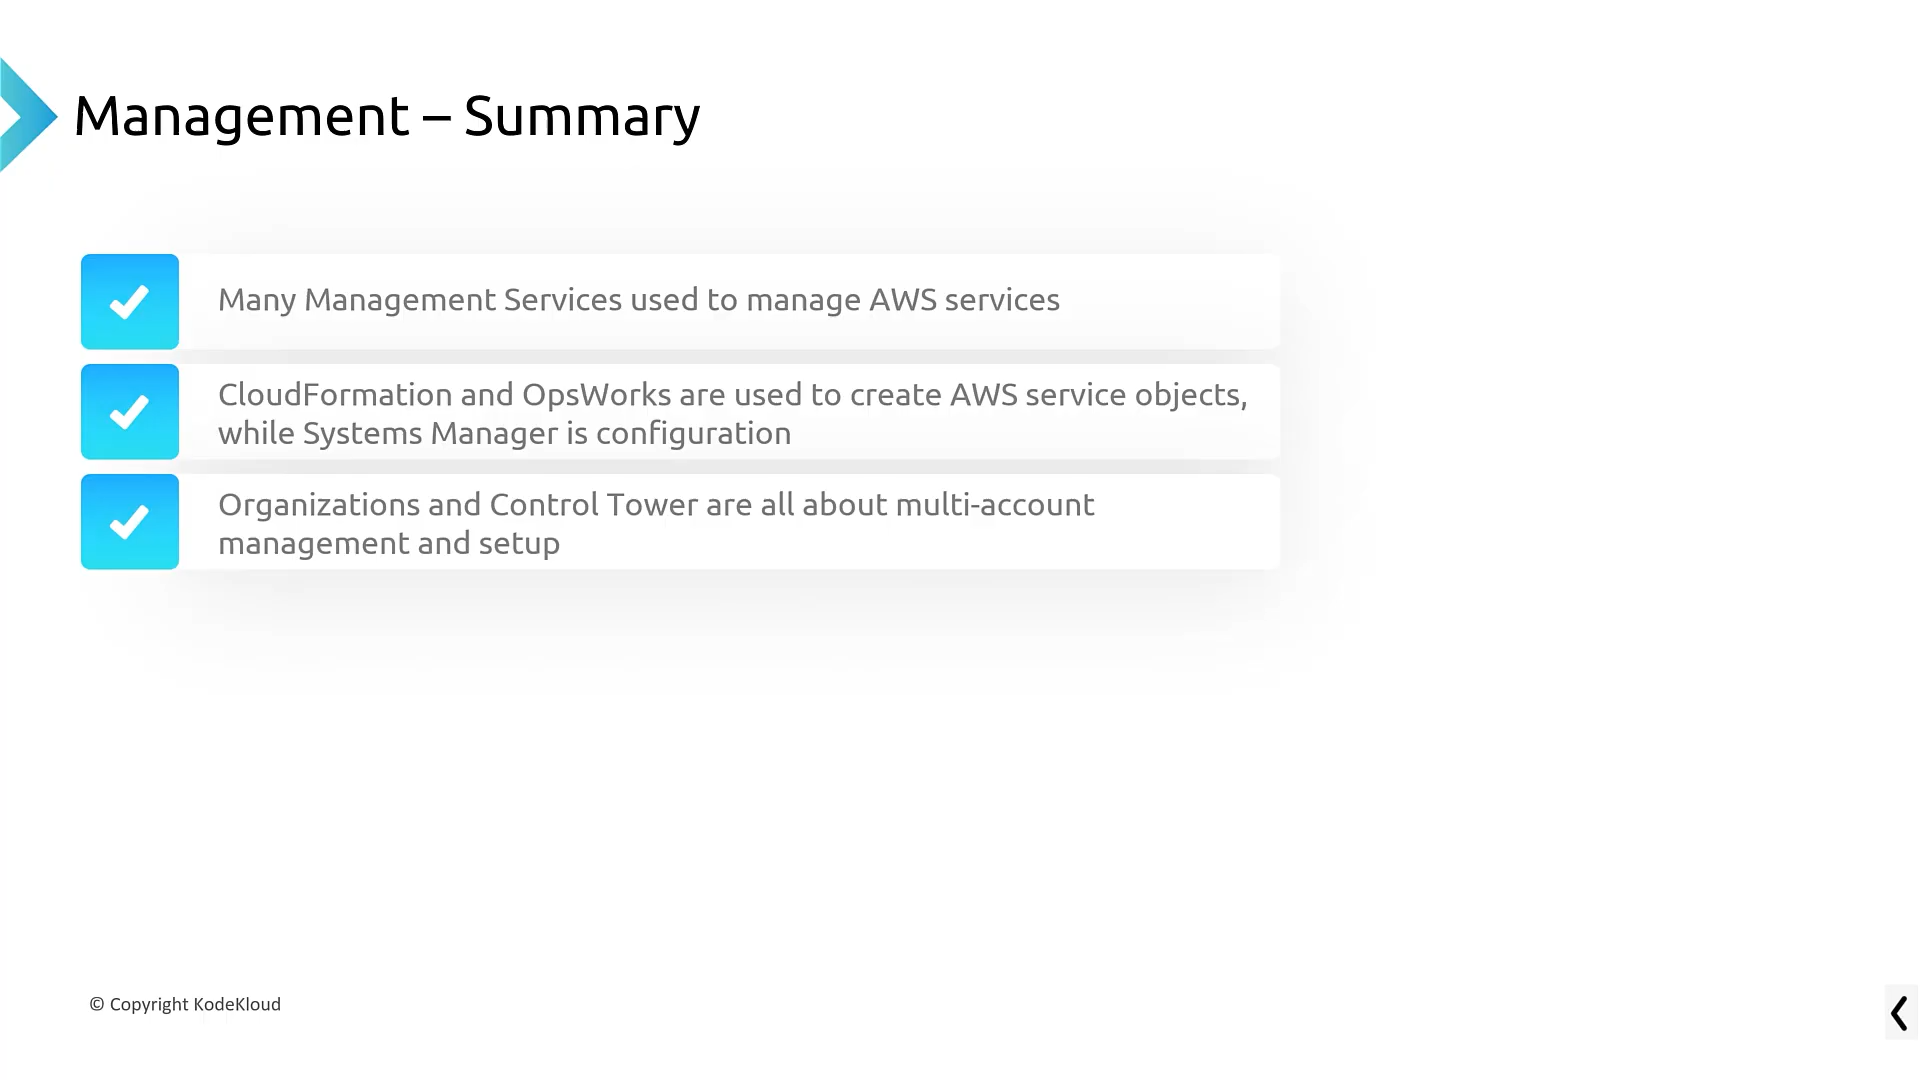 Management – Summary
Many Management Services used to manage AWS services
CloudFormation and OpsWorks are used to create AWS service objects,
while Systems Manager is configuration
Organizations and Control Tower are all about multi-account
management and setup
© Copyright KodeKloud